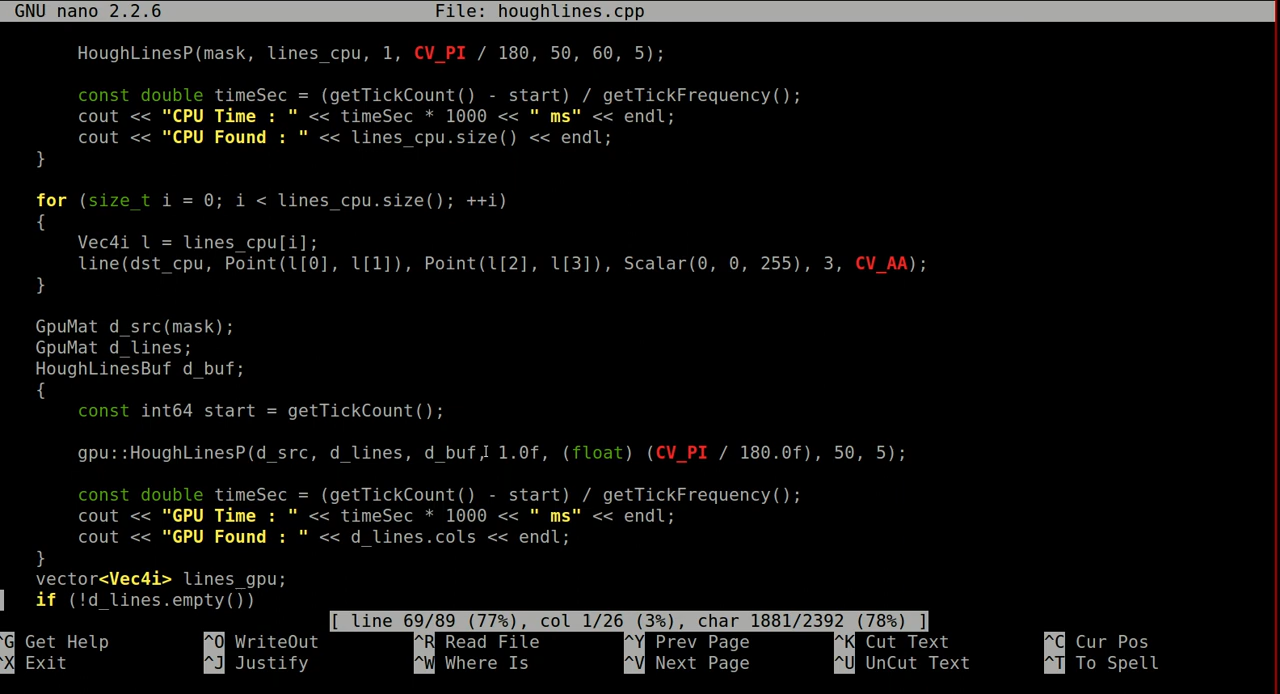 GNU nano 2.2.6 File: houghlines.cpp
HoughLinesP(mask, lines_cpu, 1, CV_PI / 180, 50, 60, 5);
const double timeSec = (getTickCount() - start) / getTickFrequency();
cout << "CPU Time : " << timeSec * 1000 << " ms" << endl;
cout << "CPU Found : " << lines_cpu.size() << endl;
}
for (size_t i = 0; i < lines_cpu.size(); ++i)
{
Vec4i l = lines_cpu[i];
line(dst_cpu, Point(l[0], l[1]), Point(l[2], l[3]), Scalar(0, 0, 255), 3, CV_AA);
}
GpuMat d_src(mask);
GpuMat d_lines;
HoughLinesBuf d_buf;
{
const int64 start = getTickCount();
gpu::HoughLinesP(d_src, d_lines, d_buf, 1.0f, (float) (CV_PI / 180.0f), 50, 5);
const double timeSec = (getTickCount() - start) / getTickFrequency();
cout << "GPU Time : " << timeSec * 1000 << " ms" << endl;
cout << "GPU Found : " << d_lines.cols << endl;
}
vector<Vec4i> lines_gpu;
if (!d_lines.empty())
[ line 69/89 (77%), col 1/26 (3%), char 1881/2392 (78%) ]
^G Get Help ^O WriteOut ^R Read File ^Y Prev Page ^K Cut Text ^C Cur Pos
^X Exit ^J Justify ^W Where Is ^V Next Page ^U UnCut Text ^T To Spell